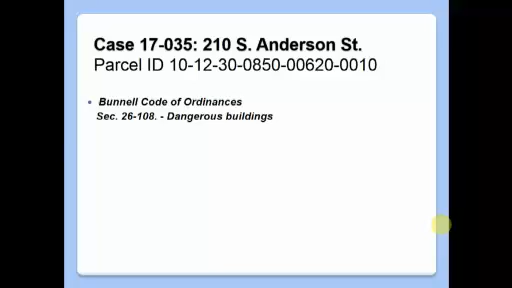 Case 17-035: 210 S. Anderson St.
Parcel ID 10-12-30-0850-00620-0010
• Bunnell Code of Ordinances
Sec. 26-108. - Dangerous buildings